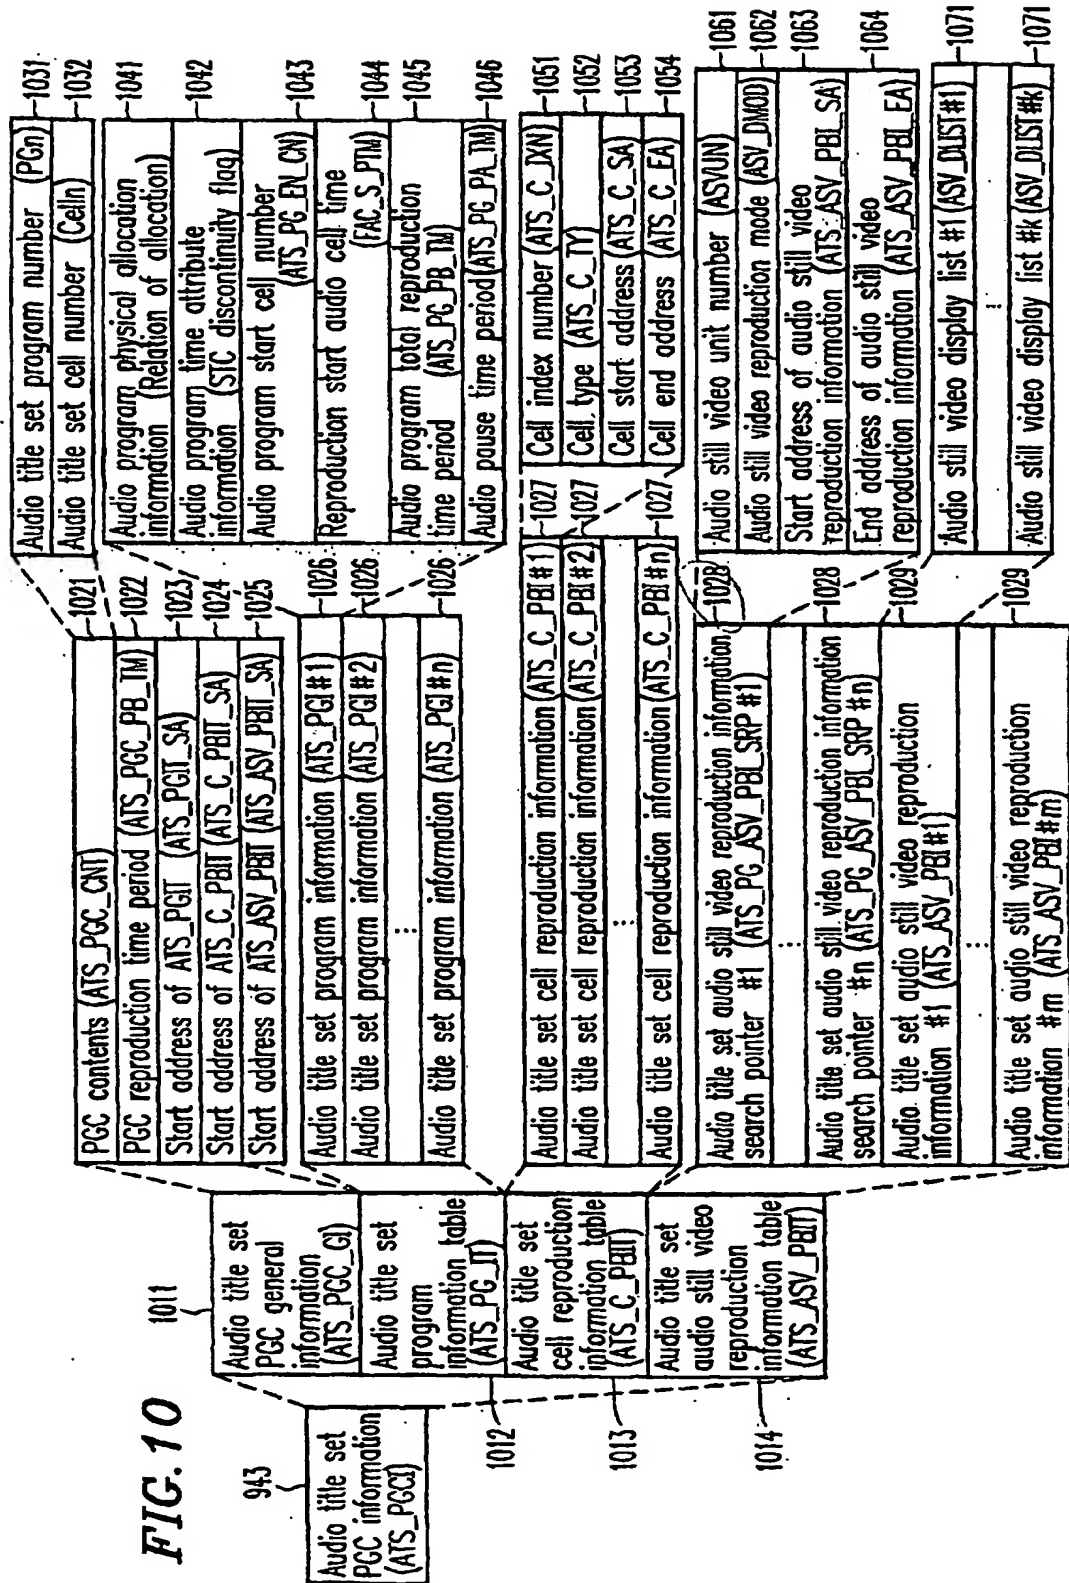 FIG. 10
943
Audio title set
PGC information
(ATS_PGCI)
1011
Audio title set
PGC general
information
(ATS_PGC_GI)
Audio title set
program
information table
(ATS_PG_IT)
Audio title set
cell reproduction
information table
(ATS_C_PBIT)
Audio title set
audio still video
reproduction
information table
(ATS_ASV_PBIT)
1012
1013
1014
PGC contents (ATS_PGC_CNT)
1021
PGC reproduction time period (ATS_PGC_PB_TM)
1022
Start address of ATS_PGIT (ATS_PGIT_SA)
1023
Start address of ATS_C_PBIT (ATS_C_PBIT_SA)
1024
Start address of ATS_ASV_PBIT (ATS_ASV_PBIT_SA)
1025
Audio title set program information (ATS_PGI #1)
1026
Audio title set program information (ATS_PGI #2)
1026
⋮
Audio title set program information (ATS_PGI #n)
1026
Audio title set cell reproduction information (ATS_C_PBI #1)
1027
Audio title set cell reproduction information (ATS_C_PBI #2)
1027
⋮
Audio title set cell reproduction information (ATS_C_PBI #n)
1027
Audio title set audio still video reproduction information
search pointer #1 (ATS_PG_ASV_PBI_SRP #1)
1028
⋮
Audio title set audio still video reproduction information
search pointer #n (ATS_PG_ASV_PBI_SRP #n)
1028
Audio title set audio still video reproduction
information #1 (ATS_ASV_PBI #1)
1029
⋮
Audio title set audio still video reproduction
information #m (ATS_ASV_PBI #m)
1029
Audio title set program number (PGn)
1031
Audio title set cell number (Celln)
1032
Audio program physical allocation
information (Relation of allocation)
1041
Audio program time attribute
information (STC discontinuity flag)
1042
Audio program start cell number
(ATS_PG_EN_CN)
1043
Reproduction start audio cell time
(FAC_S_PTM)
1044
Audio program total reproduction
time period (ATS_PG_PB_TM)
1045
Audio pause time period (ATS_PG_PA_TM)
1046
Cell index number (ATS_C_IXN)
1051
Cell type (ATS_C_TY)
1052
Cell start address (ATS_C_SA)
1053
Cell end address (ATS_C_EA)
1054
Audio still video unit number (ASVUN)
1061
Audio still video reproduction mode (ASV_DMOD)
1062
Start address of audio still video
reproduction information (ATS_ASV_PBI_SA)
1063
End address of audio still video
reproduction information (ATS_ASV_PBI_EA)
1064
Audio still video display list #1 (ASV_DLIST #1)
1071
⋮
Audio still video display list #k (ASV_DLIST #k)
1071